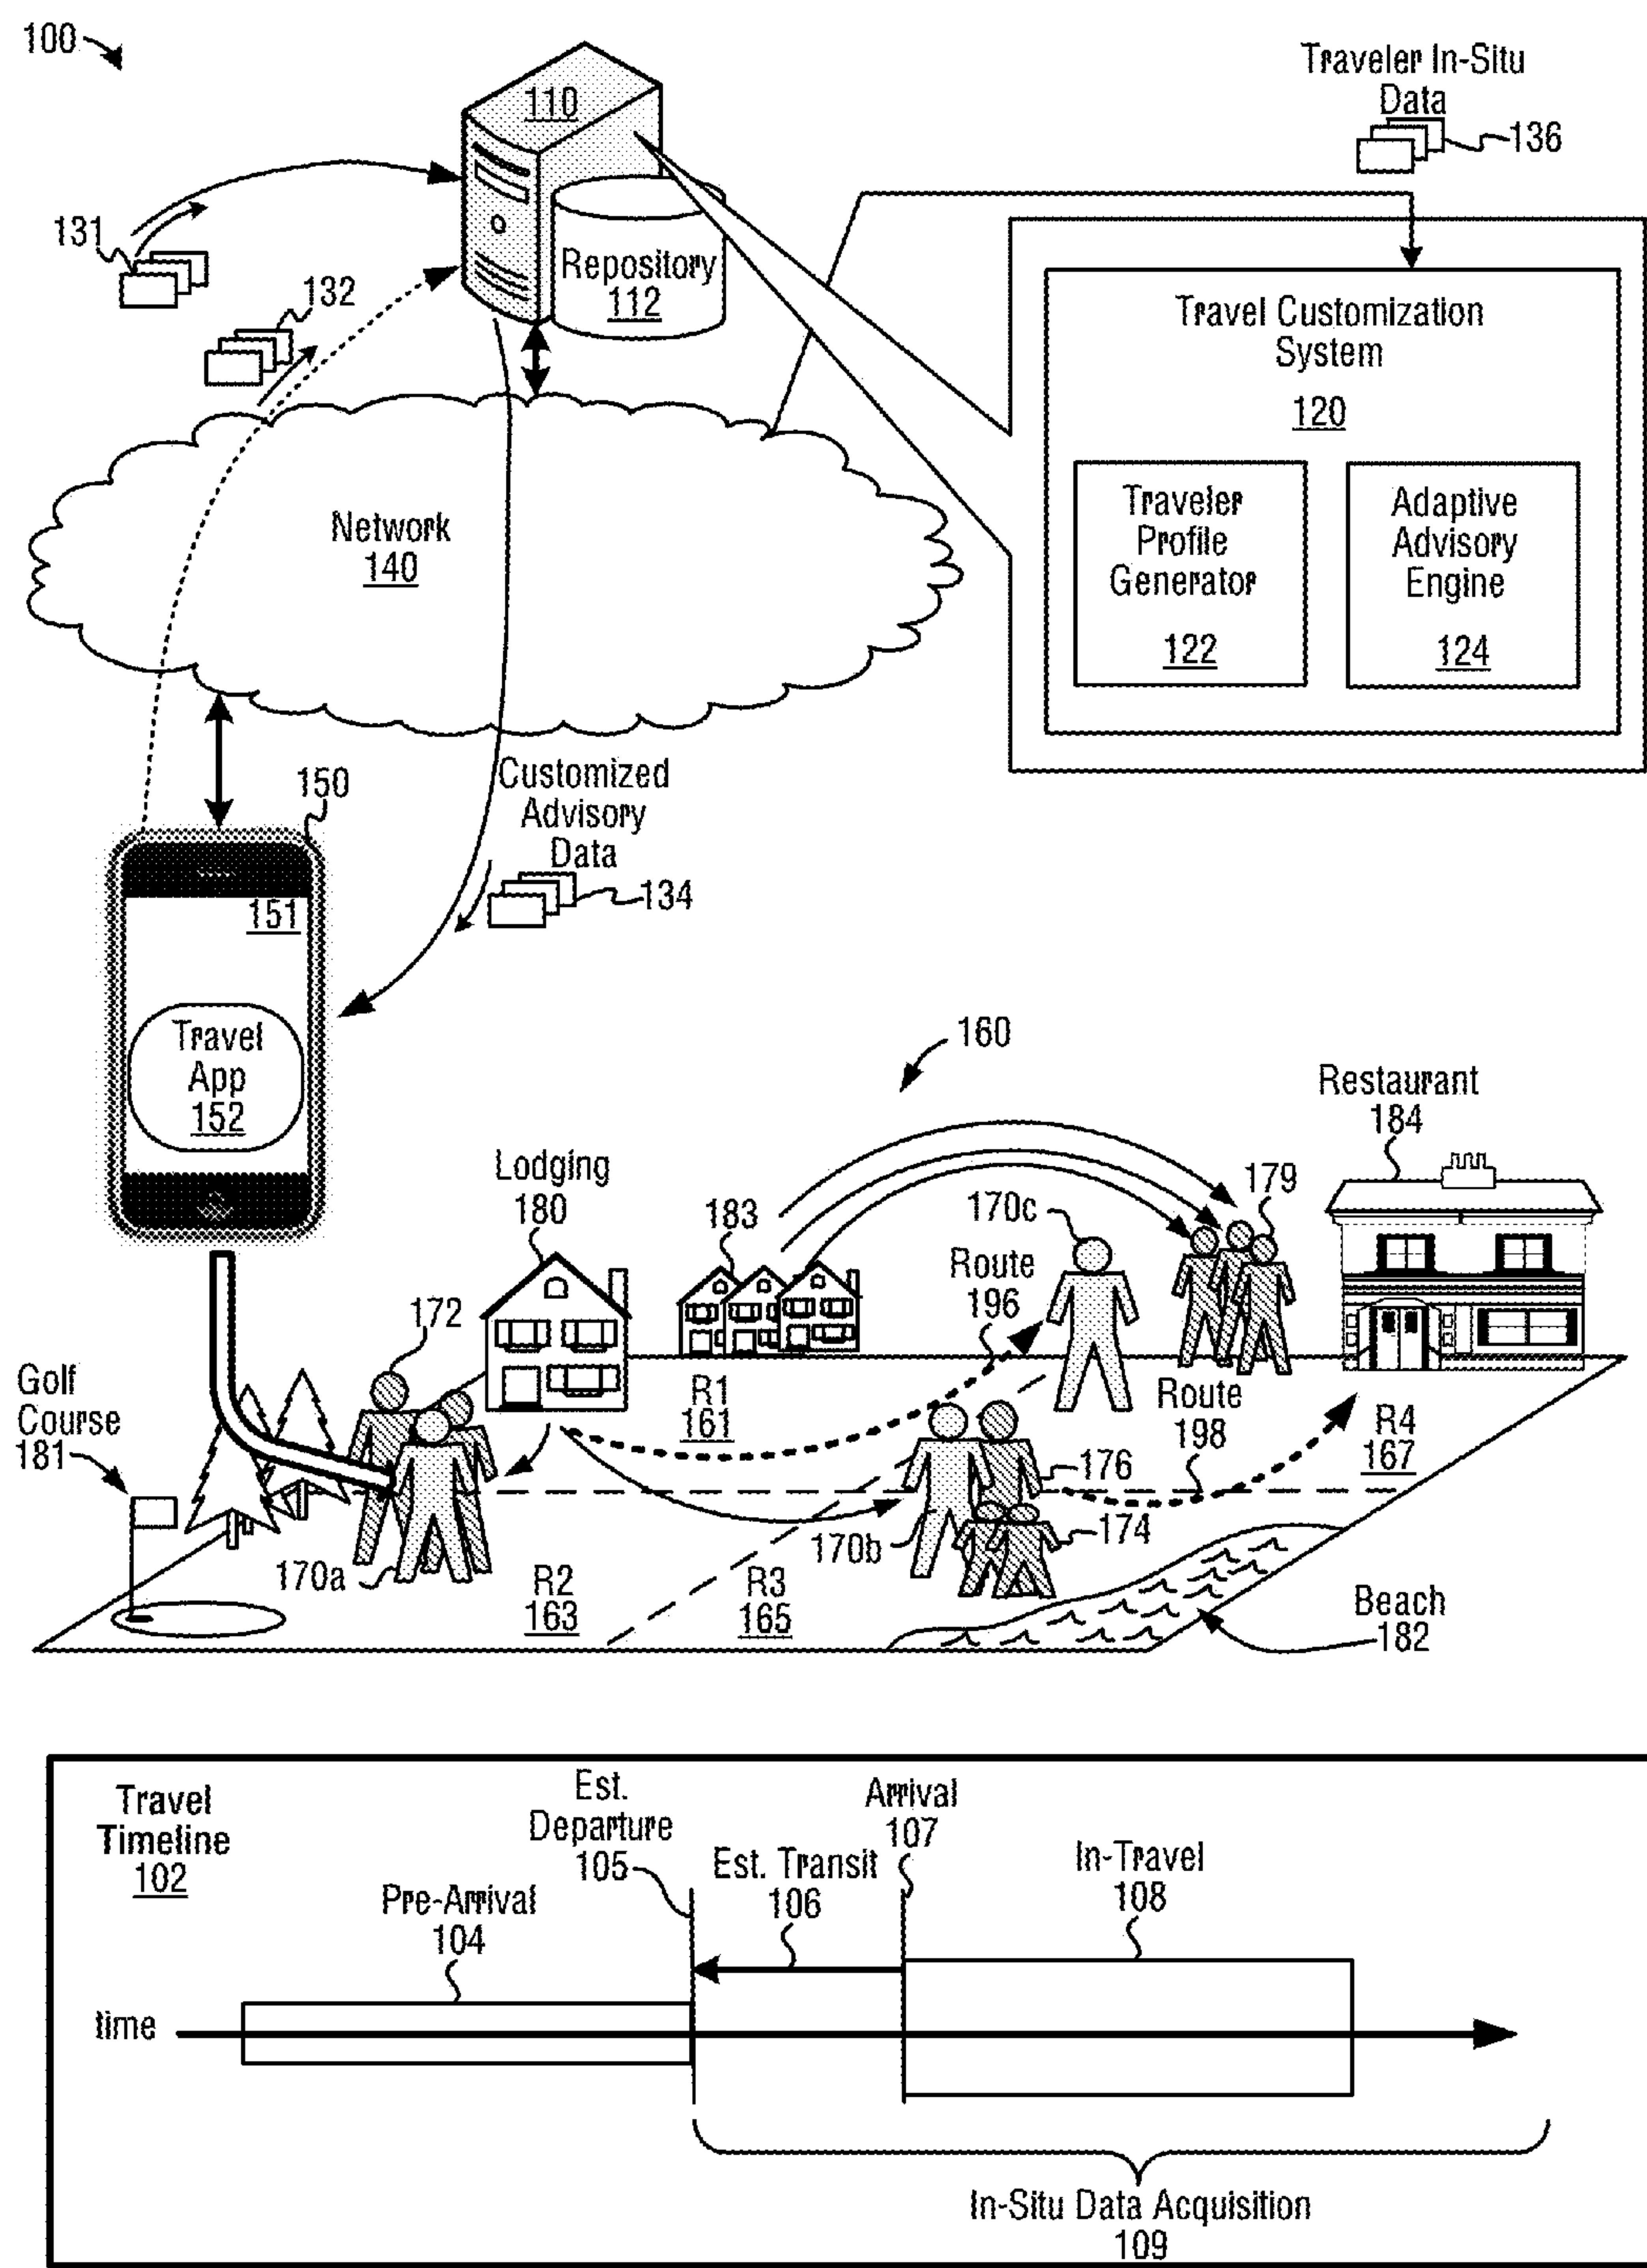 100
110
Repository
112
131
132
Traveler In-Situ
Data
136
Travel Customization
System
120
Traveler
Profile
Generator
122
Adaptive
Advisory
Engine
124
Network
140
150
Customized
Advisory
Data
134
151
Travel
App
152
160
Restaurant
184
Lodging
180
183
170c
179
Route
196
172
Golf
Course
181
R1
161
Route
198
R4
167
176
174
170a
170b
R2
163
R3
165
Beach
182
Travel
Timeline
102
Est.
Departure
105
Arrival
107
Est. Transit
106
In-Travel
108
Pre-Arrival
104
time
In-Situ Data Acquisition
109